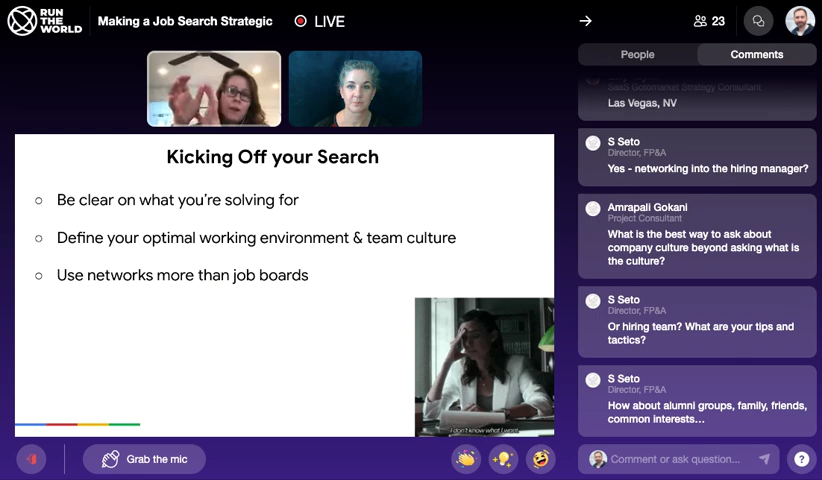 RUN
THE
WORLD
Making a Job Search Strategic
LIVE
23
People
Comments
Kicking Off your Search
Be clear on what you're solving for
Define your optimal working environment & team culture
Use networks more than job boards
I don't know what I want.
SaaS Gotomarket Strategy Consultant
Las Vegas, NV
S Seto
Director, FP&A
Yes - networking into the hiring manager?
Amrapali Gokani
Project Consultant
What is the best way to ask about
company culture beyond asking what is
the culture?
S Seto
Director, FP&A
Or hiring team? What are your tips and
tactics?
S Seto
Director, FP&A
How about alumni groups, family, friends,
common interests...
Grab the mic
Comment or ask question...
?